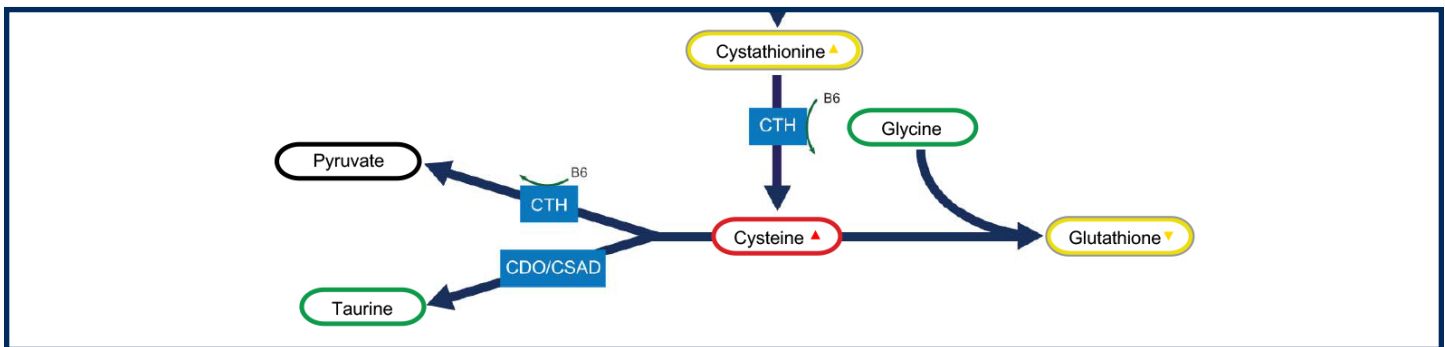 Cystathionine
B6
CTH
Glycine
Pyruvate
B6
CTH
Cysteine
Glutathione
CDO/CSAD
Taurine